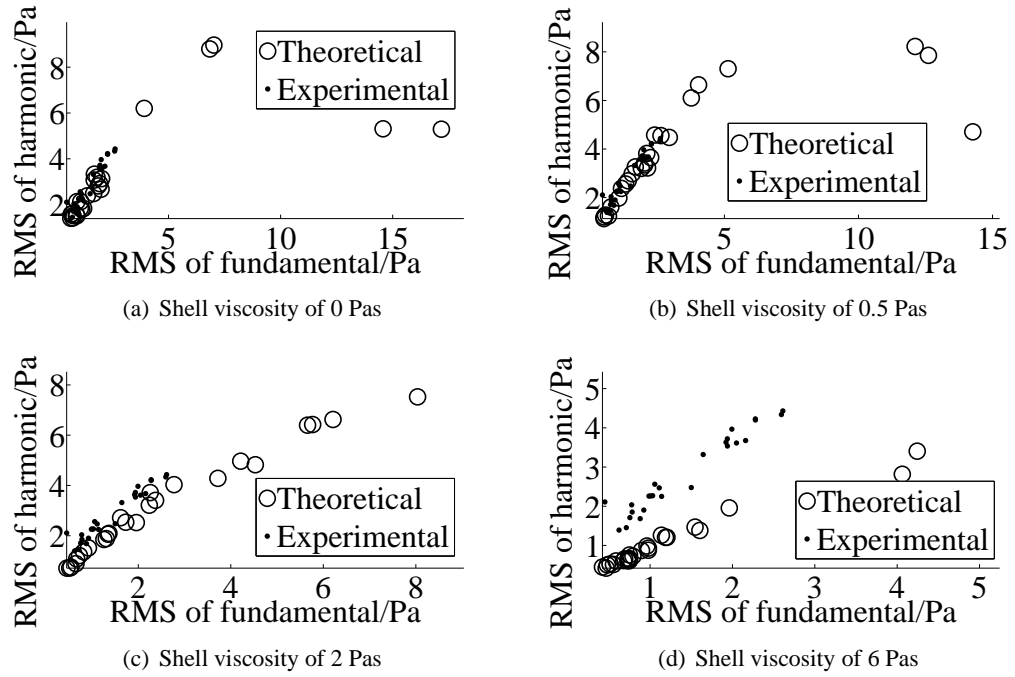 RMS of harmonic/Pa
8
6
4
2
Theoretical
Experimental
5
10
15
RMS of fundamental/Pa
(a) Shell viscosity of 0 Pas
RMS of harmonic/Pa
8
6
4
2
Theoretical
Experimental
5
10
15
RMS of fundamental/Pa
(b) Shell viscosity of 0.5 Pas
RMS of harmonic/Pa
8
6
4
2
Theoretical
Experimental
2
4
6
8
RMS of fundamental/Pa
(c) Shell viscosity of 2 Pas
RMS of harmonic/Pa
5
4
3
2
1
Theoretical
Experimental
1
2
3
4
5
RMS of fundamental/Pa
(d) Shell viscosity of 6 Pas